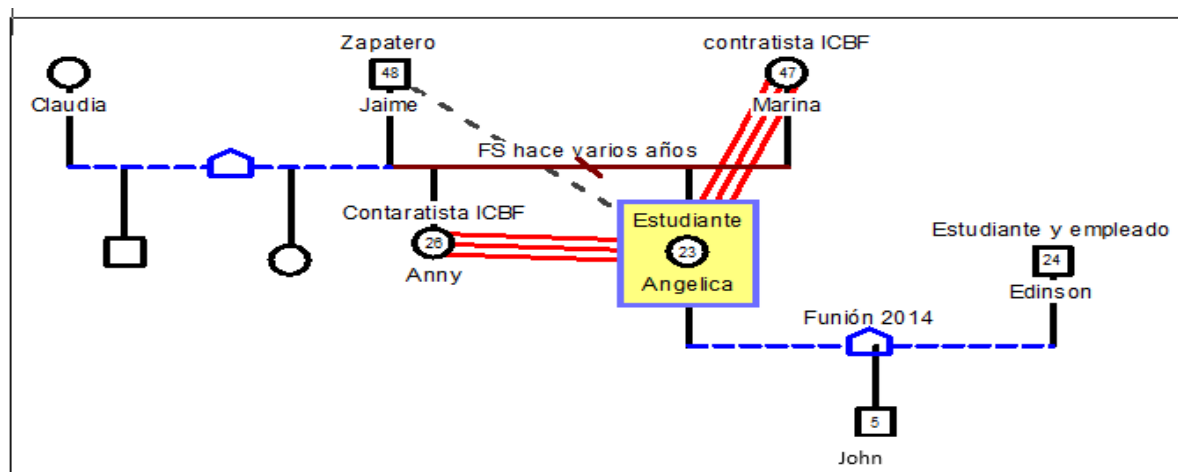 Zapatero
contratista ICBF
48
47
Claudia
Jaime
Marina
FS hace varios años
Contaratista ICBF
Estudiante
Estudiante y empleado
26
23
24
Anny
Angelica
Edinson
Funión 2014
5
John